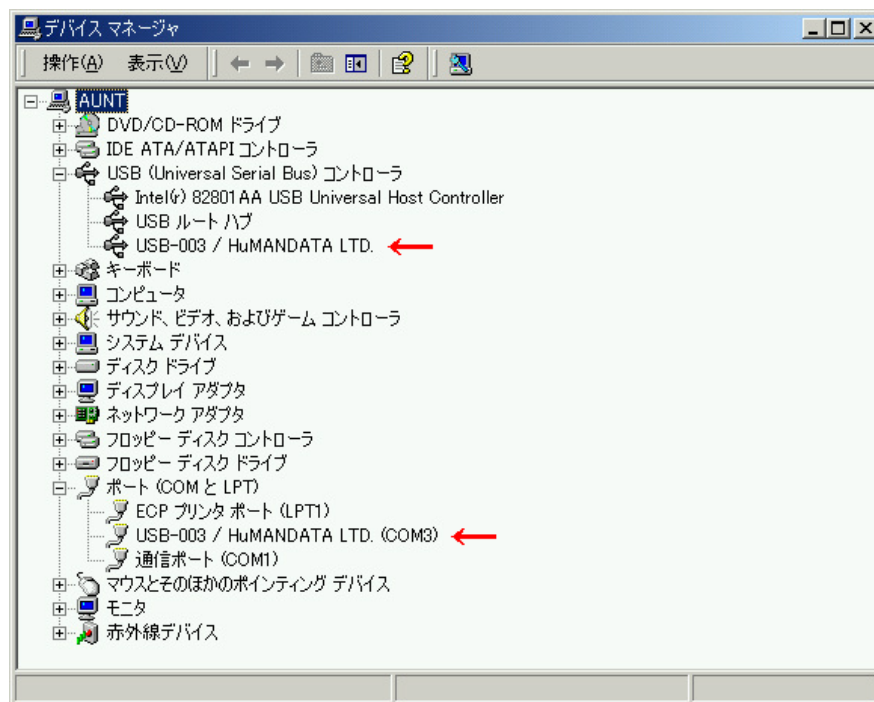 デバイス マネージャ
操作(A) 表示(V)
AUNT
DVD/CD-ROM ドライブ
IDE ATA/ATAPI コントローラ
USB (Universal Serial Bus) コントローラ
Intel(r) 82801AA USB Universal Host Controller
USB ルート ハブ
USB-003 / HuMANDATA LTD.
キーボード
コンピュータ
サウンド、ビデオ、およびゲーム コントローラ
システム デバイス
ディスク ドライブ
ディスプレイ アダプタ
ネットワーク アダプタ
フロッピー ディスク コントローラ
フロッピー ディスク ドライブ
ポート (COM と LPT)
ECP プリンタ ポート (LPT1)
USB-003 / HuMANDATA LTD. (COM3)
通信ポート (COM1)
マウスとそのほかのポインティング デバイス
モニタ
赤外線デバイス